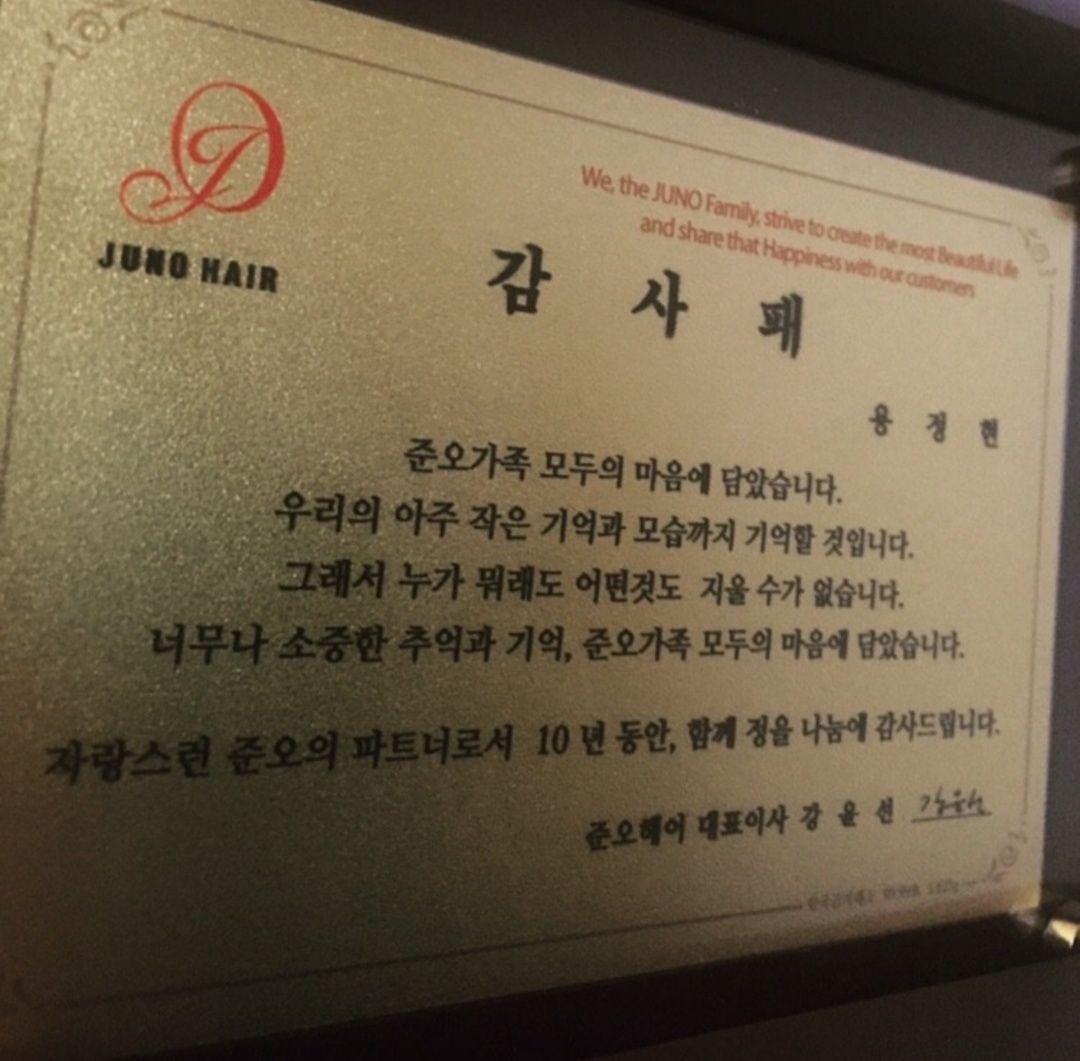 JUNO HAIR
We, the JUNO Family, strive to create the most Beautiful Life
and share that Happiness with our customers
감 사 패
용 정 현
준오가족 모두의 마음에 담았습니다.
우리의 아주 작은 기억과 모습까지 기억할 것입니다.
그래서 누가 뭐래도 어떤것도 지울 수가 없습니다.
너무나 소중한 추억과 기억, 준오가족 모두의 마음에 담았습니다.
자랑스런 준오의 파트너로서 10 년 동안, 함께 정을 나눔에 감사드립니다.
준오헤어 대표이사 강 윤 선 강윤선